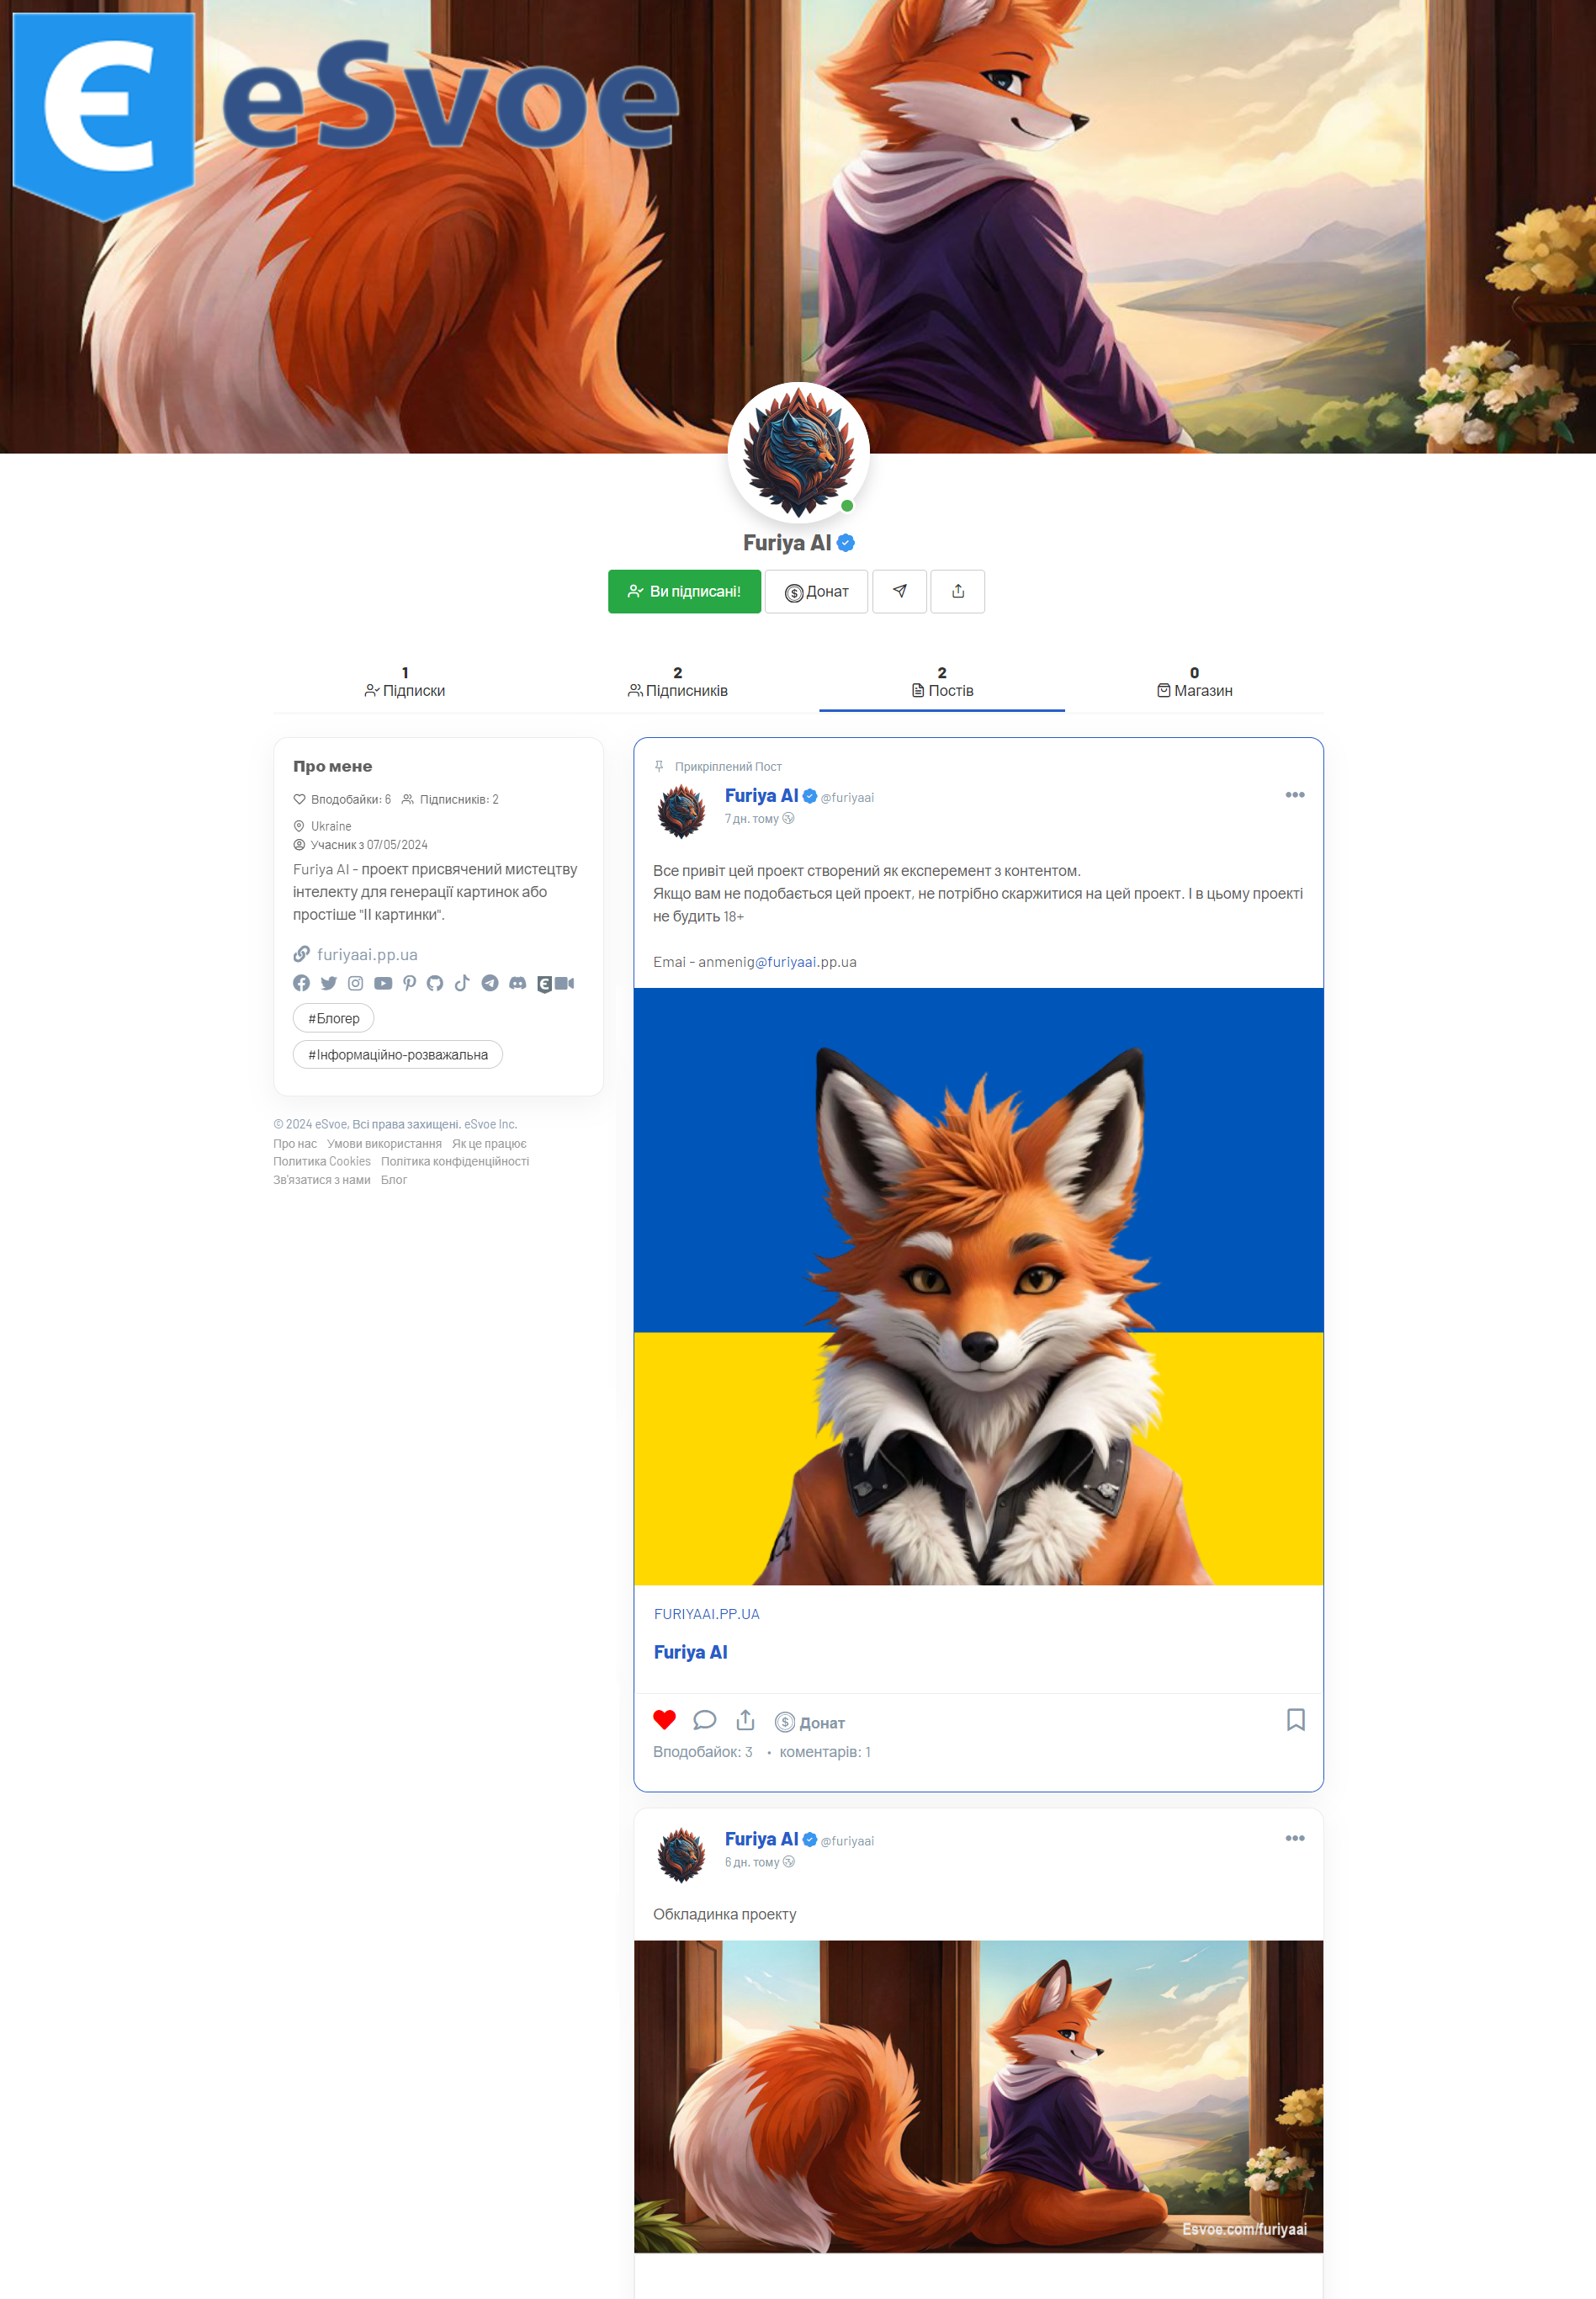 eSvoe
Furiya AI
Ви підписані!
Донат
1
Підписки
2
Підписників
2
Постів
0
Магазин
Про мене
Вподобайки: 6 Підписників: 2
Ukraine
Учасник з 07/05/2024
Furiya AI - проект присвячений мистецтву
інтелекту для генерації картинок або
простіше "ІІ картинки".
furiyaai.pp.ua
#Блогер
#Інформаційно-розважальна
© 2024 eSvoe, Всі права захищені. eSvoe Inc.
Про нас Умови використання Як це працює
Политика Cookies Політика конфіденційності
Зв'язатися з нами Блог
Прикріплений Пост
Furiya AI @furiyaai
7 дн. тому
Все привіт цей проект створений як експеремент з контентом.
Якщо вам не подобається цей проект, не потрібно скаржитися на цей проект. І в цьому проекті
не будить 18+
Emai - anmenig@furiyaai.pp.ua
FURIYAAI.PP.UA
Furiya AI
Донат
Вподобайок: 3 • коментарів: 1
Furiya AI @furiyaai
6 дн. тому
Обкладинка проекту
Esvoe.com/furiyaai